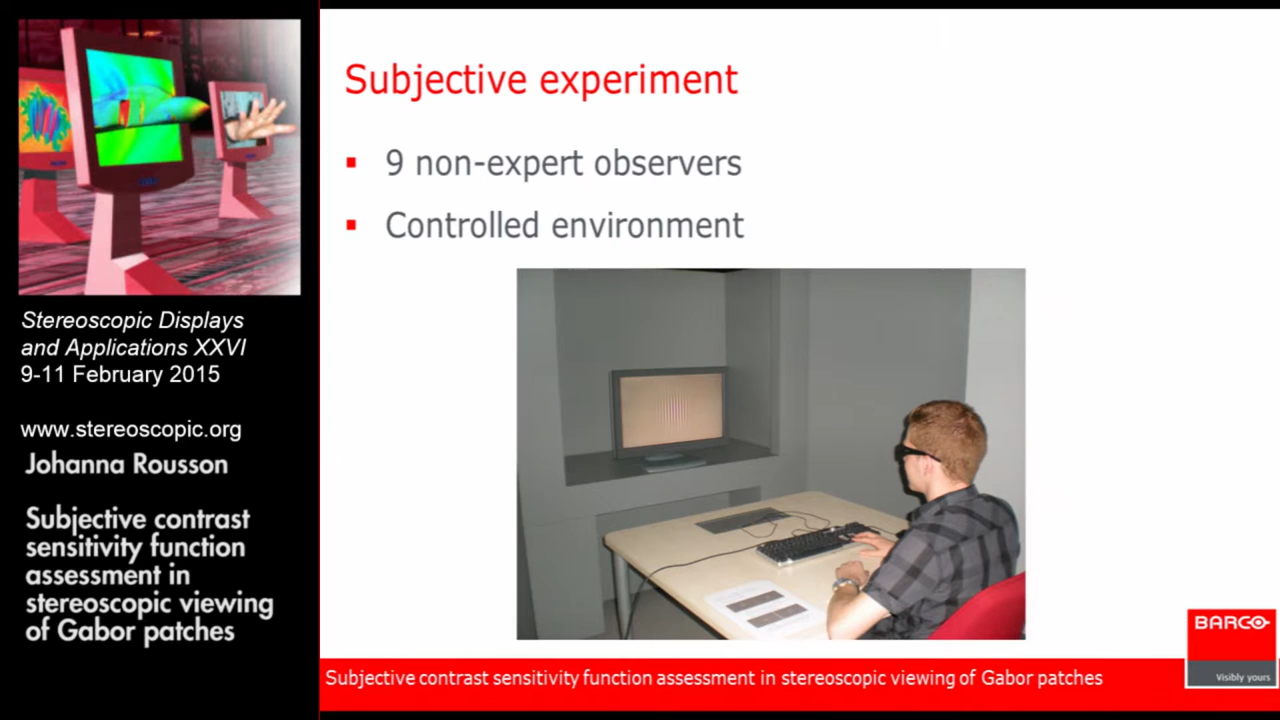 Stereoscopic Displays
and Applications XXVI
9-11 February 2015
www.stereoscopic.org
Johanna Rousson
Subjective contrast
sensitivity function
assessment in
stereoscopic viewing
of Gabor patches
Subjective experiment
▪ 9 non-expert observers
▪ Controlled environment
BARCO
Visibly yours
Subjective contrast sensitivity function assessment in stereoscopic viewing of Gabor patches